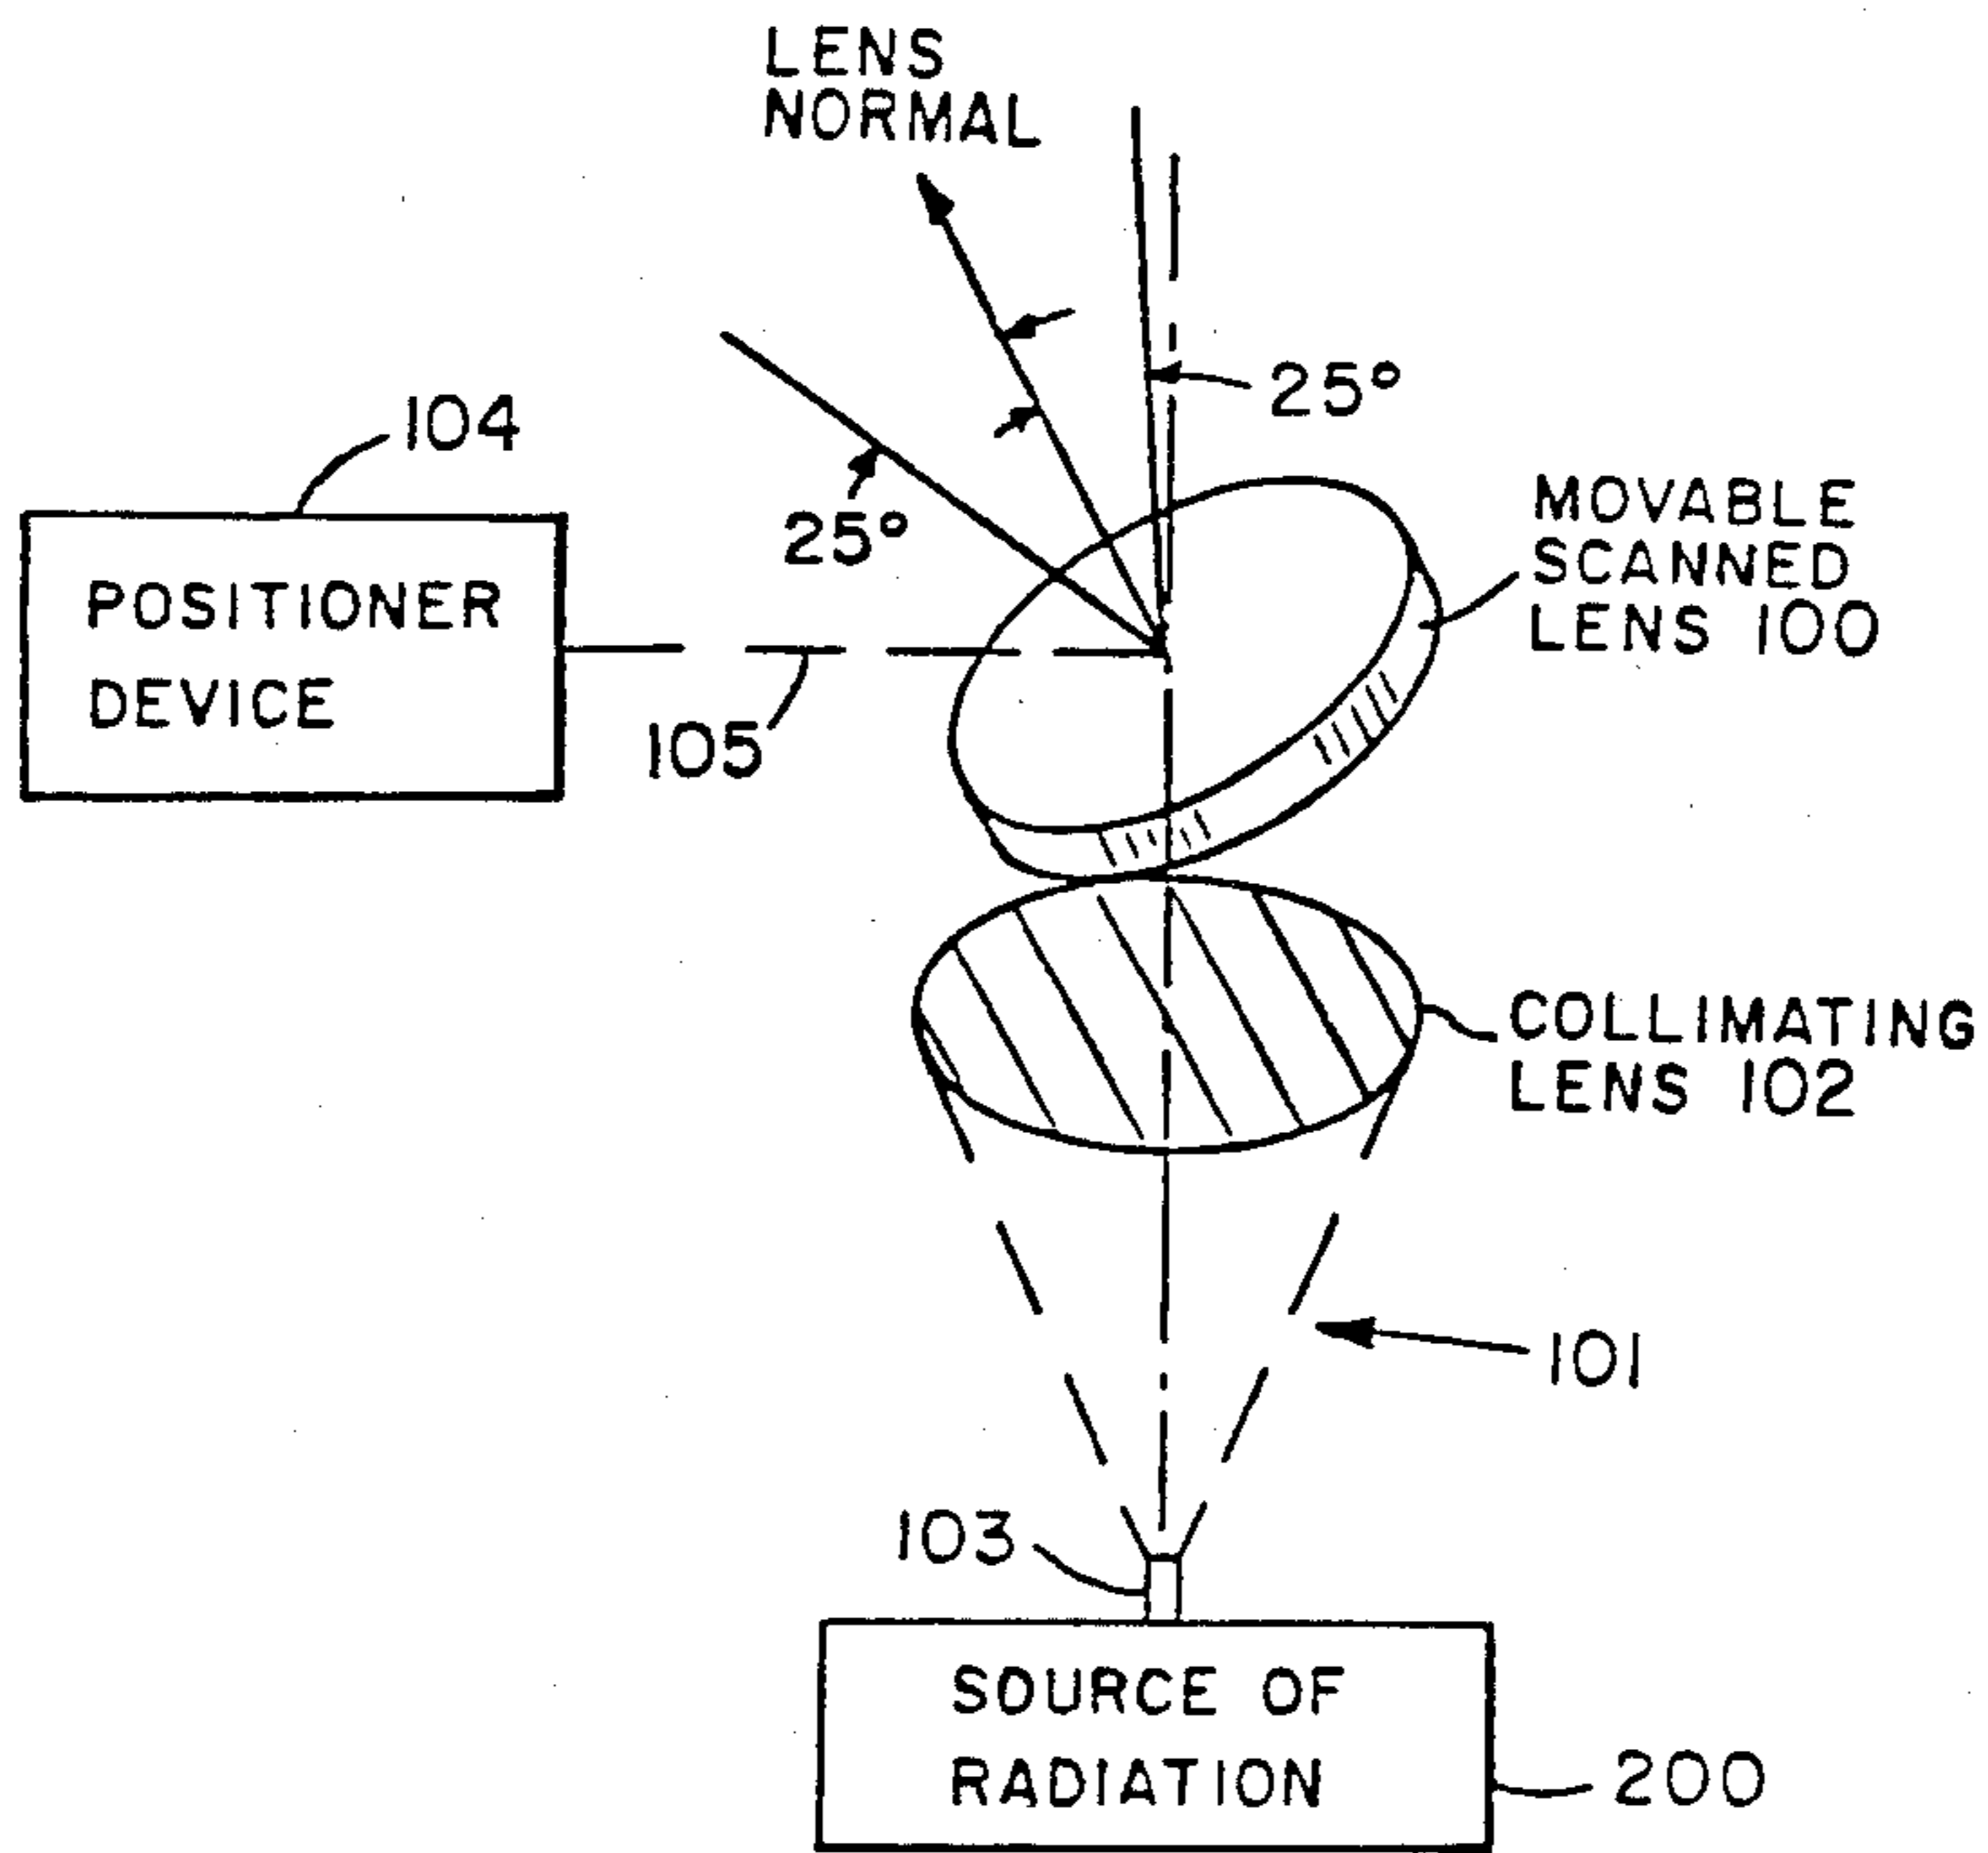 LENS
NORMAL
25°
104
25°
MOVABLE
SCANNED
LENS 100
POSITIONER
DEVICE
105
COLLIMATING
LENS 102
101
103
SOURCE OF
RADIATION
200